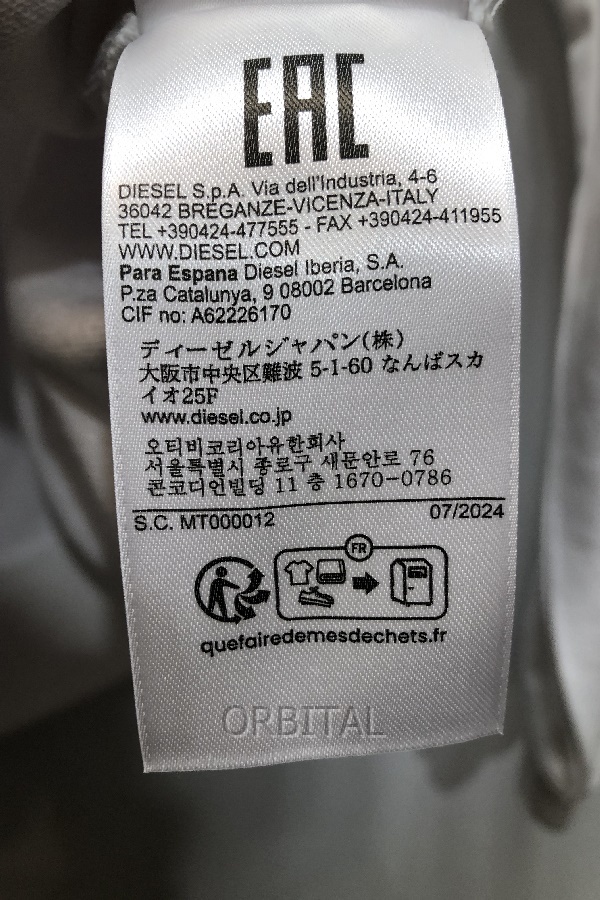 EAC
DIESEL S.p.A. Via dell'Industria, 4-6
36042 BREGANZE-VICENZA-ITALY
TEL +390424-477555 - FAX +390424-411955
WWW.DIESEL.COM
Para Espana Diesel Iberia, S.A.
P.za Catalunya, 9 08002 Barcelona
CIF no: A62226170
ディーゼルジャパン(株)
大阪市中央区難波 5-1-60 なんばスカ
イオ25F
www.diesel.co.jp
오티비코리아유한회사
서울특별시 종로구 새문안로 76
콘코디언빌딩 11 층 1670-0786
S.C. MT000012 07/2024
FR
quefairedemesdechets.fr
ORBITAL